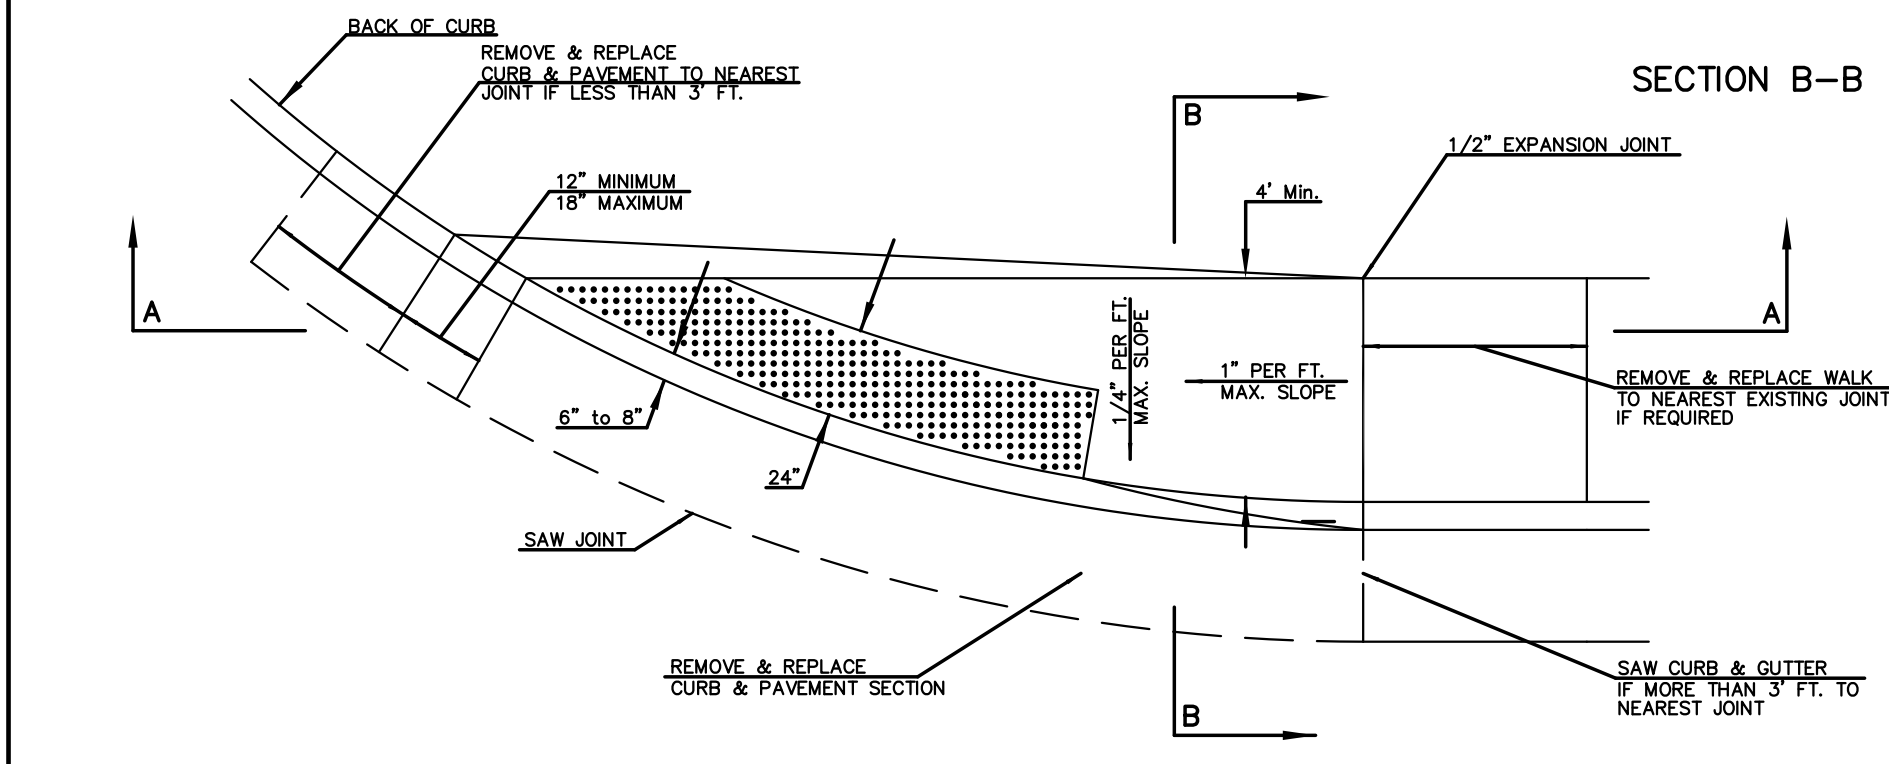 BACK OF CURB
REMOVE & REPLACE
CURB & PAVEMENT TO NEAREST
JOINT IF LESS THAN 3' FT.
SECTION B-B
B
1/2" EXPANSION JOINT
12" MINIMUM
18" MAXIMUM
4' Min.
A
A
1/4" PER FT.
MAX. SLOPE
1" PER FT.
MAX. SLOPE
REMOVE & REPLACE WALK
TO NEAREST EXISTING JOINT
IF REQUIRED
6" to 8"
24"
SAW JOINT
REMOVE & REPLACE
CURB & PAVEMENT SECTION
SAW CURB & GUTTER
IF MORE THAN 3' FT. TO
NEAREST JOINT
B